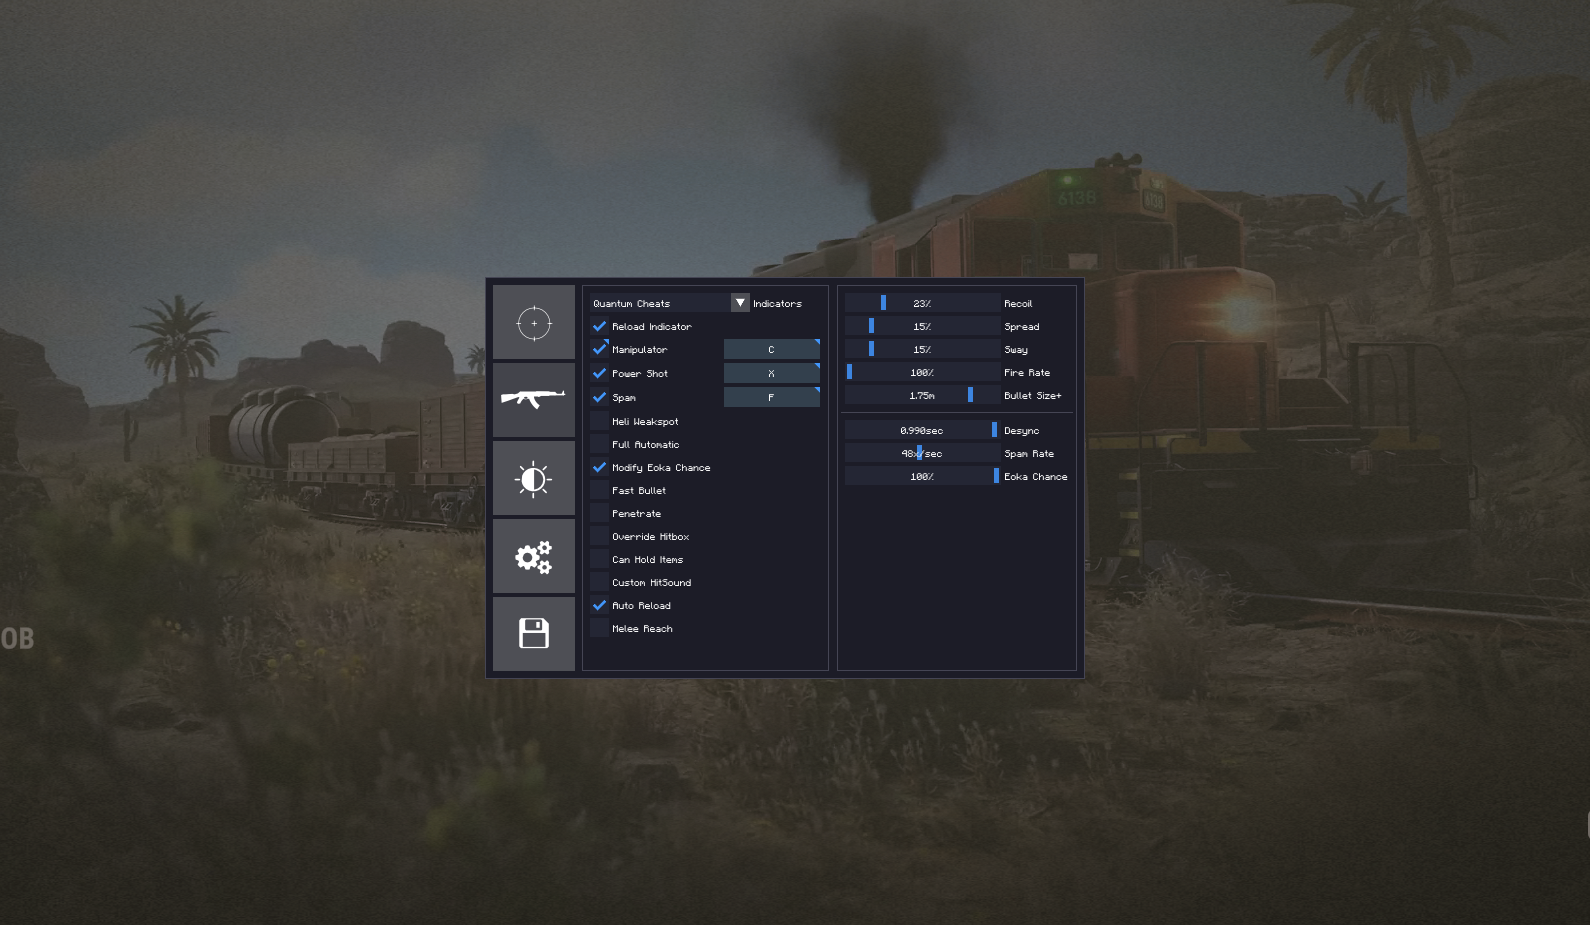 6138
6138
Quantum Cheats Indicators
Reload Indicator
Manipulator C
Power Shot X
Spam F
Heli Weakspot
Full Automatic
Modify Eoka Chance
Fast Bullet
Penetrate
Override Hitbox
Can Hold Items
Custom HitSound
Auto Reload
Melee Reach
23% Recoil
15% Spread
15% Sway
100% Fire Rate
1.75m Bullet Size+
0.990sec Desync
48x/sec Spam Rate
100% Eoka Chance
OB